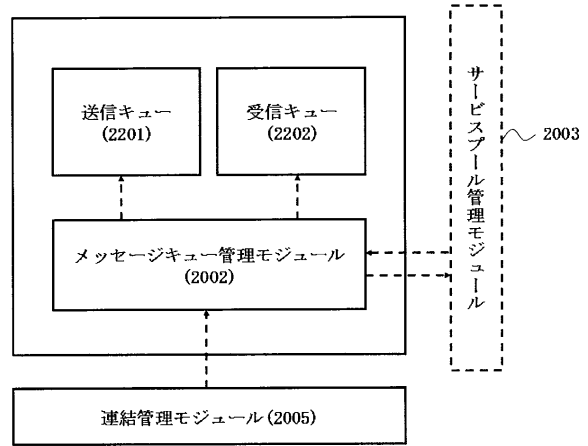 送信キュー
(2201)
受信キュー
(2202)
メッセージキュー管理モジュール
(2002)
サービスプール管理モジュール
2003
連結管理モジュール(2005)